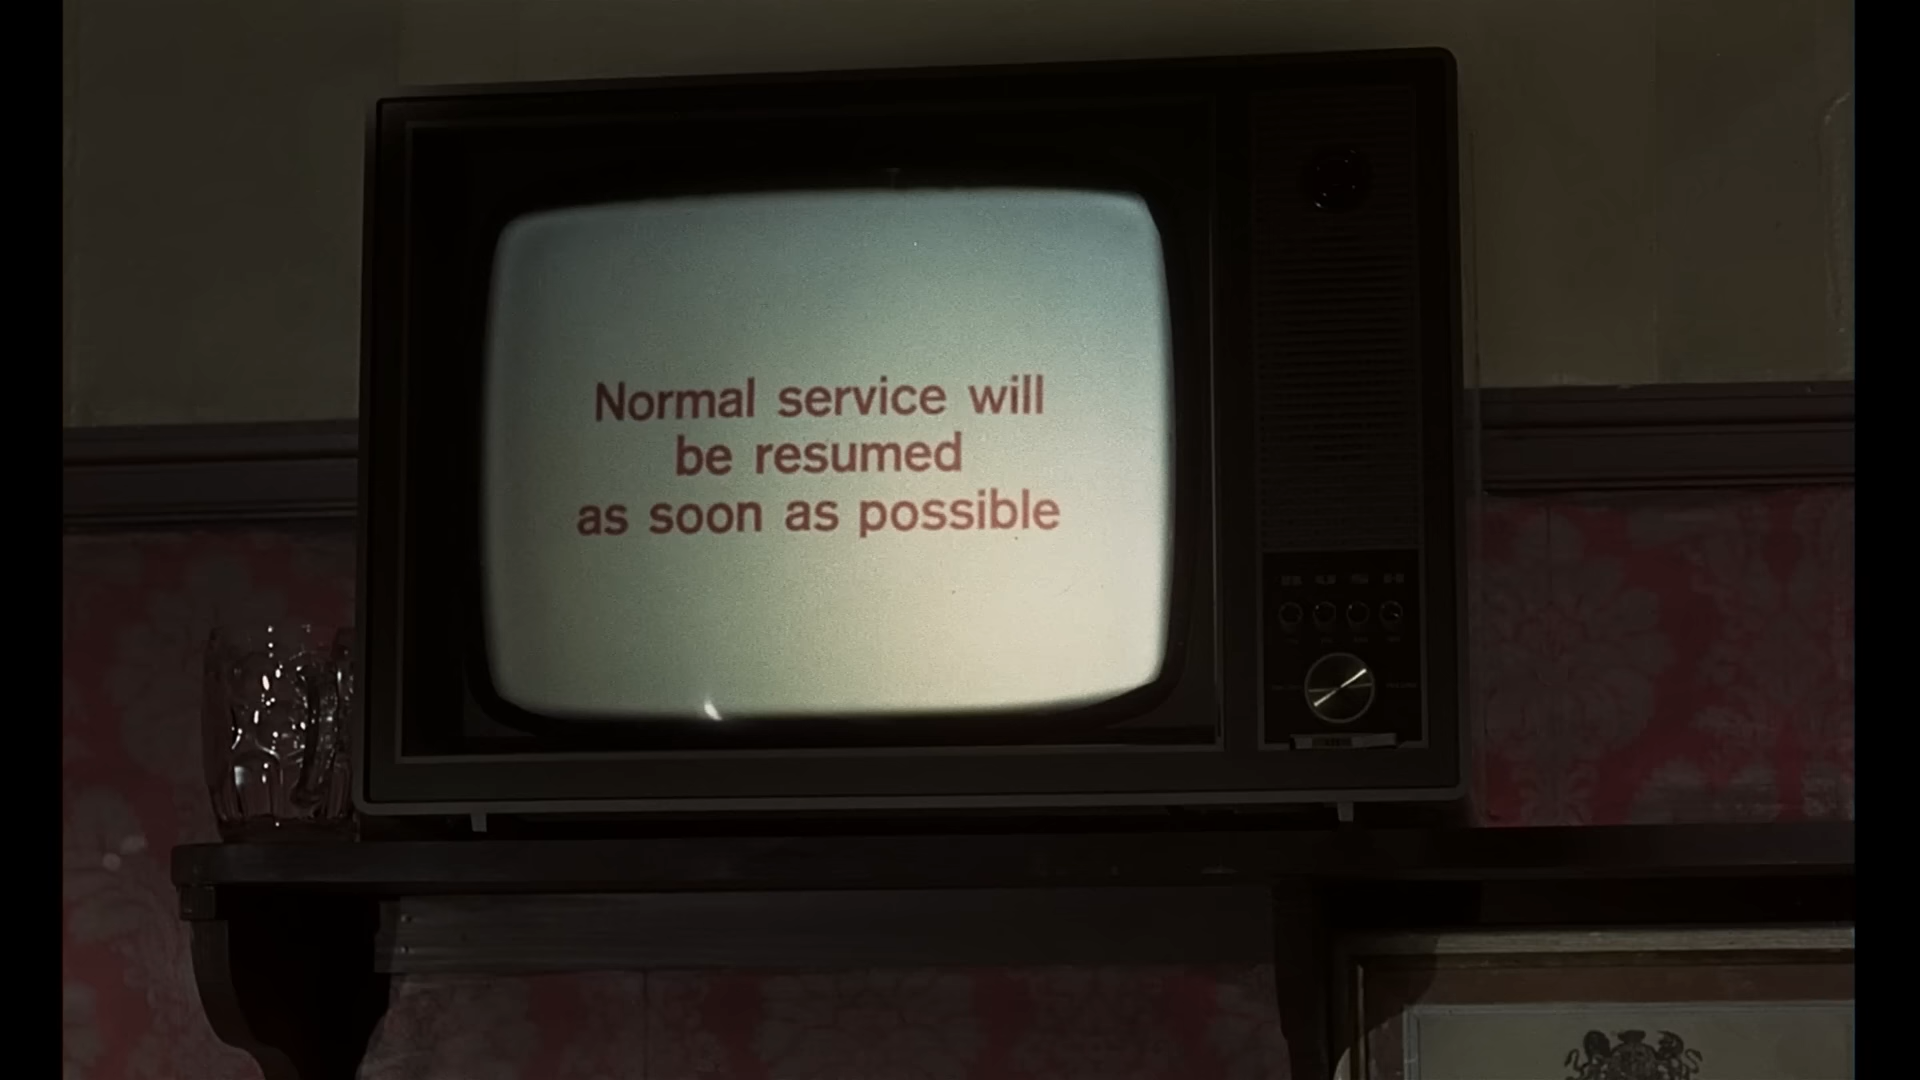 Normal service will
be resumed
as soon as possible